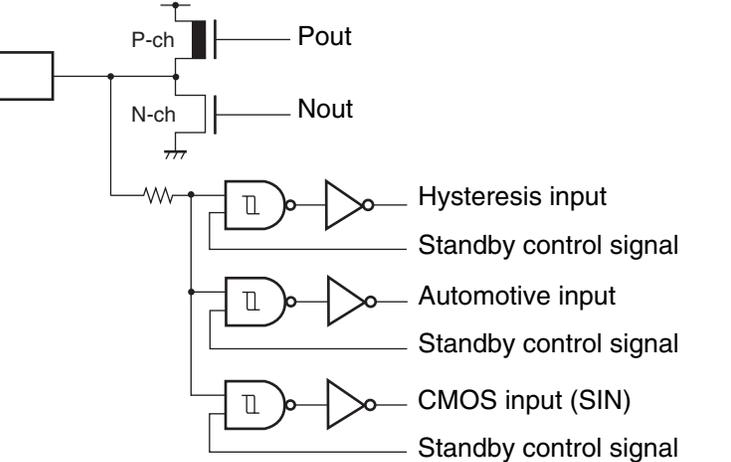 P-ch
Pout
N-ch
Nout
Hysteresis input
Standby control signal
Automotive input
Standby control signal
CMOS input (SIN)
Standby control signal